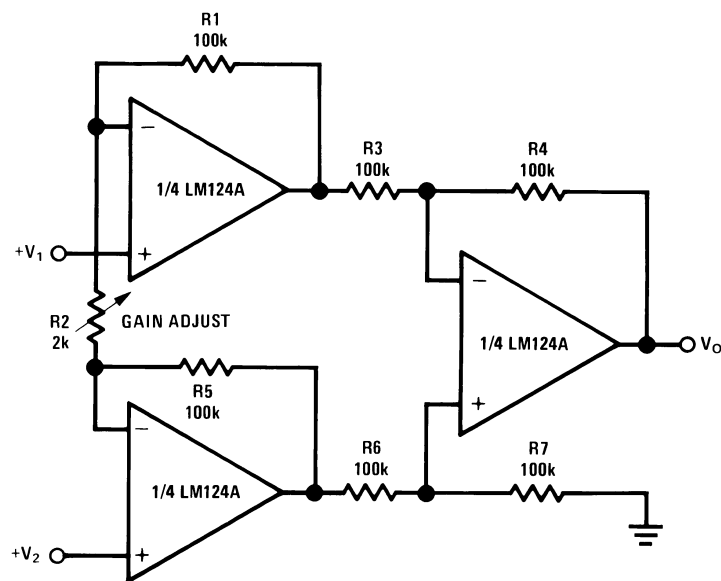 R1
100k
−
1/4 LM124A
+V1
+
R3
100k
R4
100k
R2
2k
GAIN ADJUST
−
1/4 LM124A
+
VO
R5
100k
−
1/4 LM124A
+V2
+
R6
100k
R7
100k